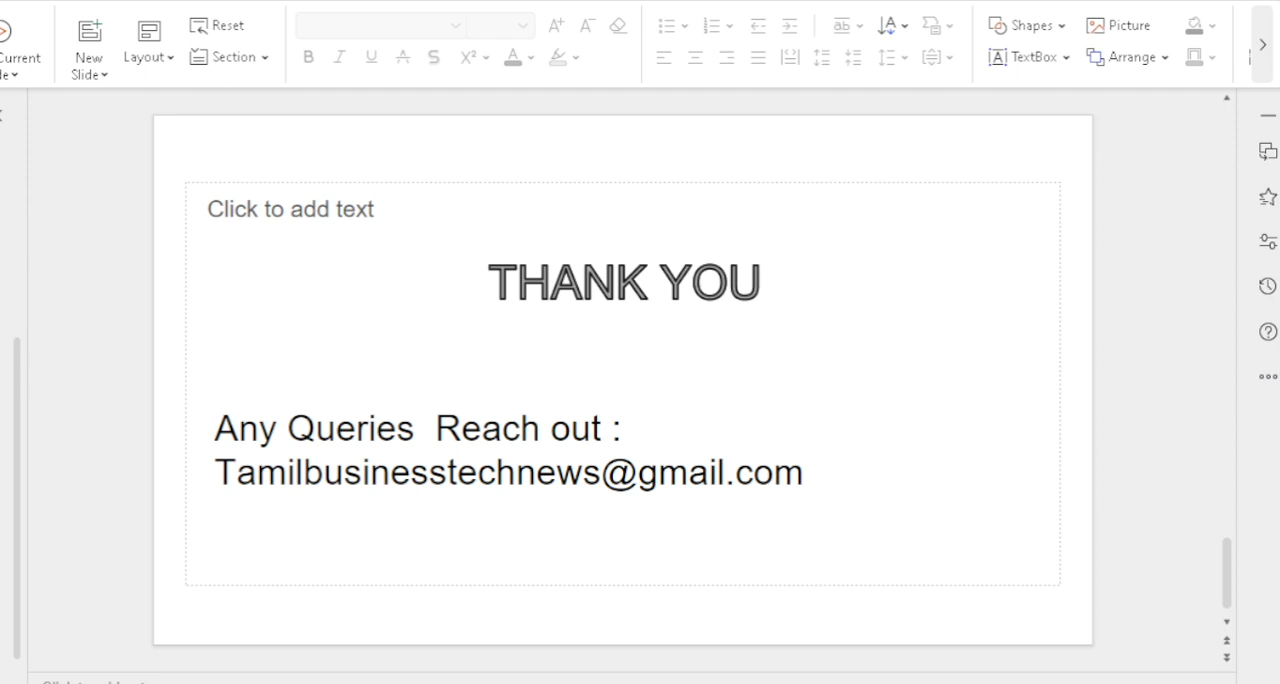 Current
New
Slide
Layout
Reset
Section
B I U A S X² A
Shapes
Picture
TextBox
Arrange
Click to add text
THANK YOU
Any Queries  Reach out :
Tamilbusinesstechnews@gmail.com